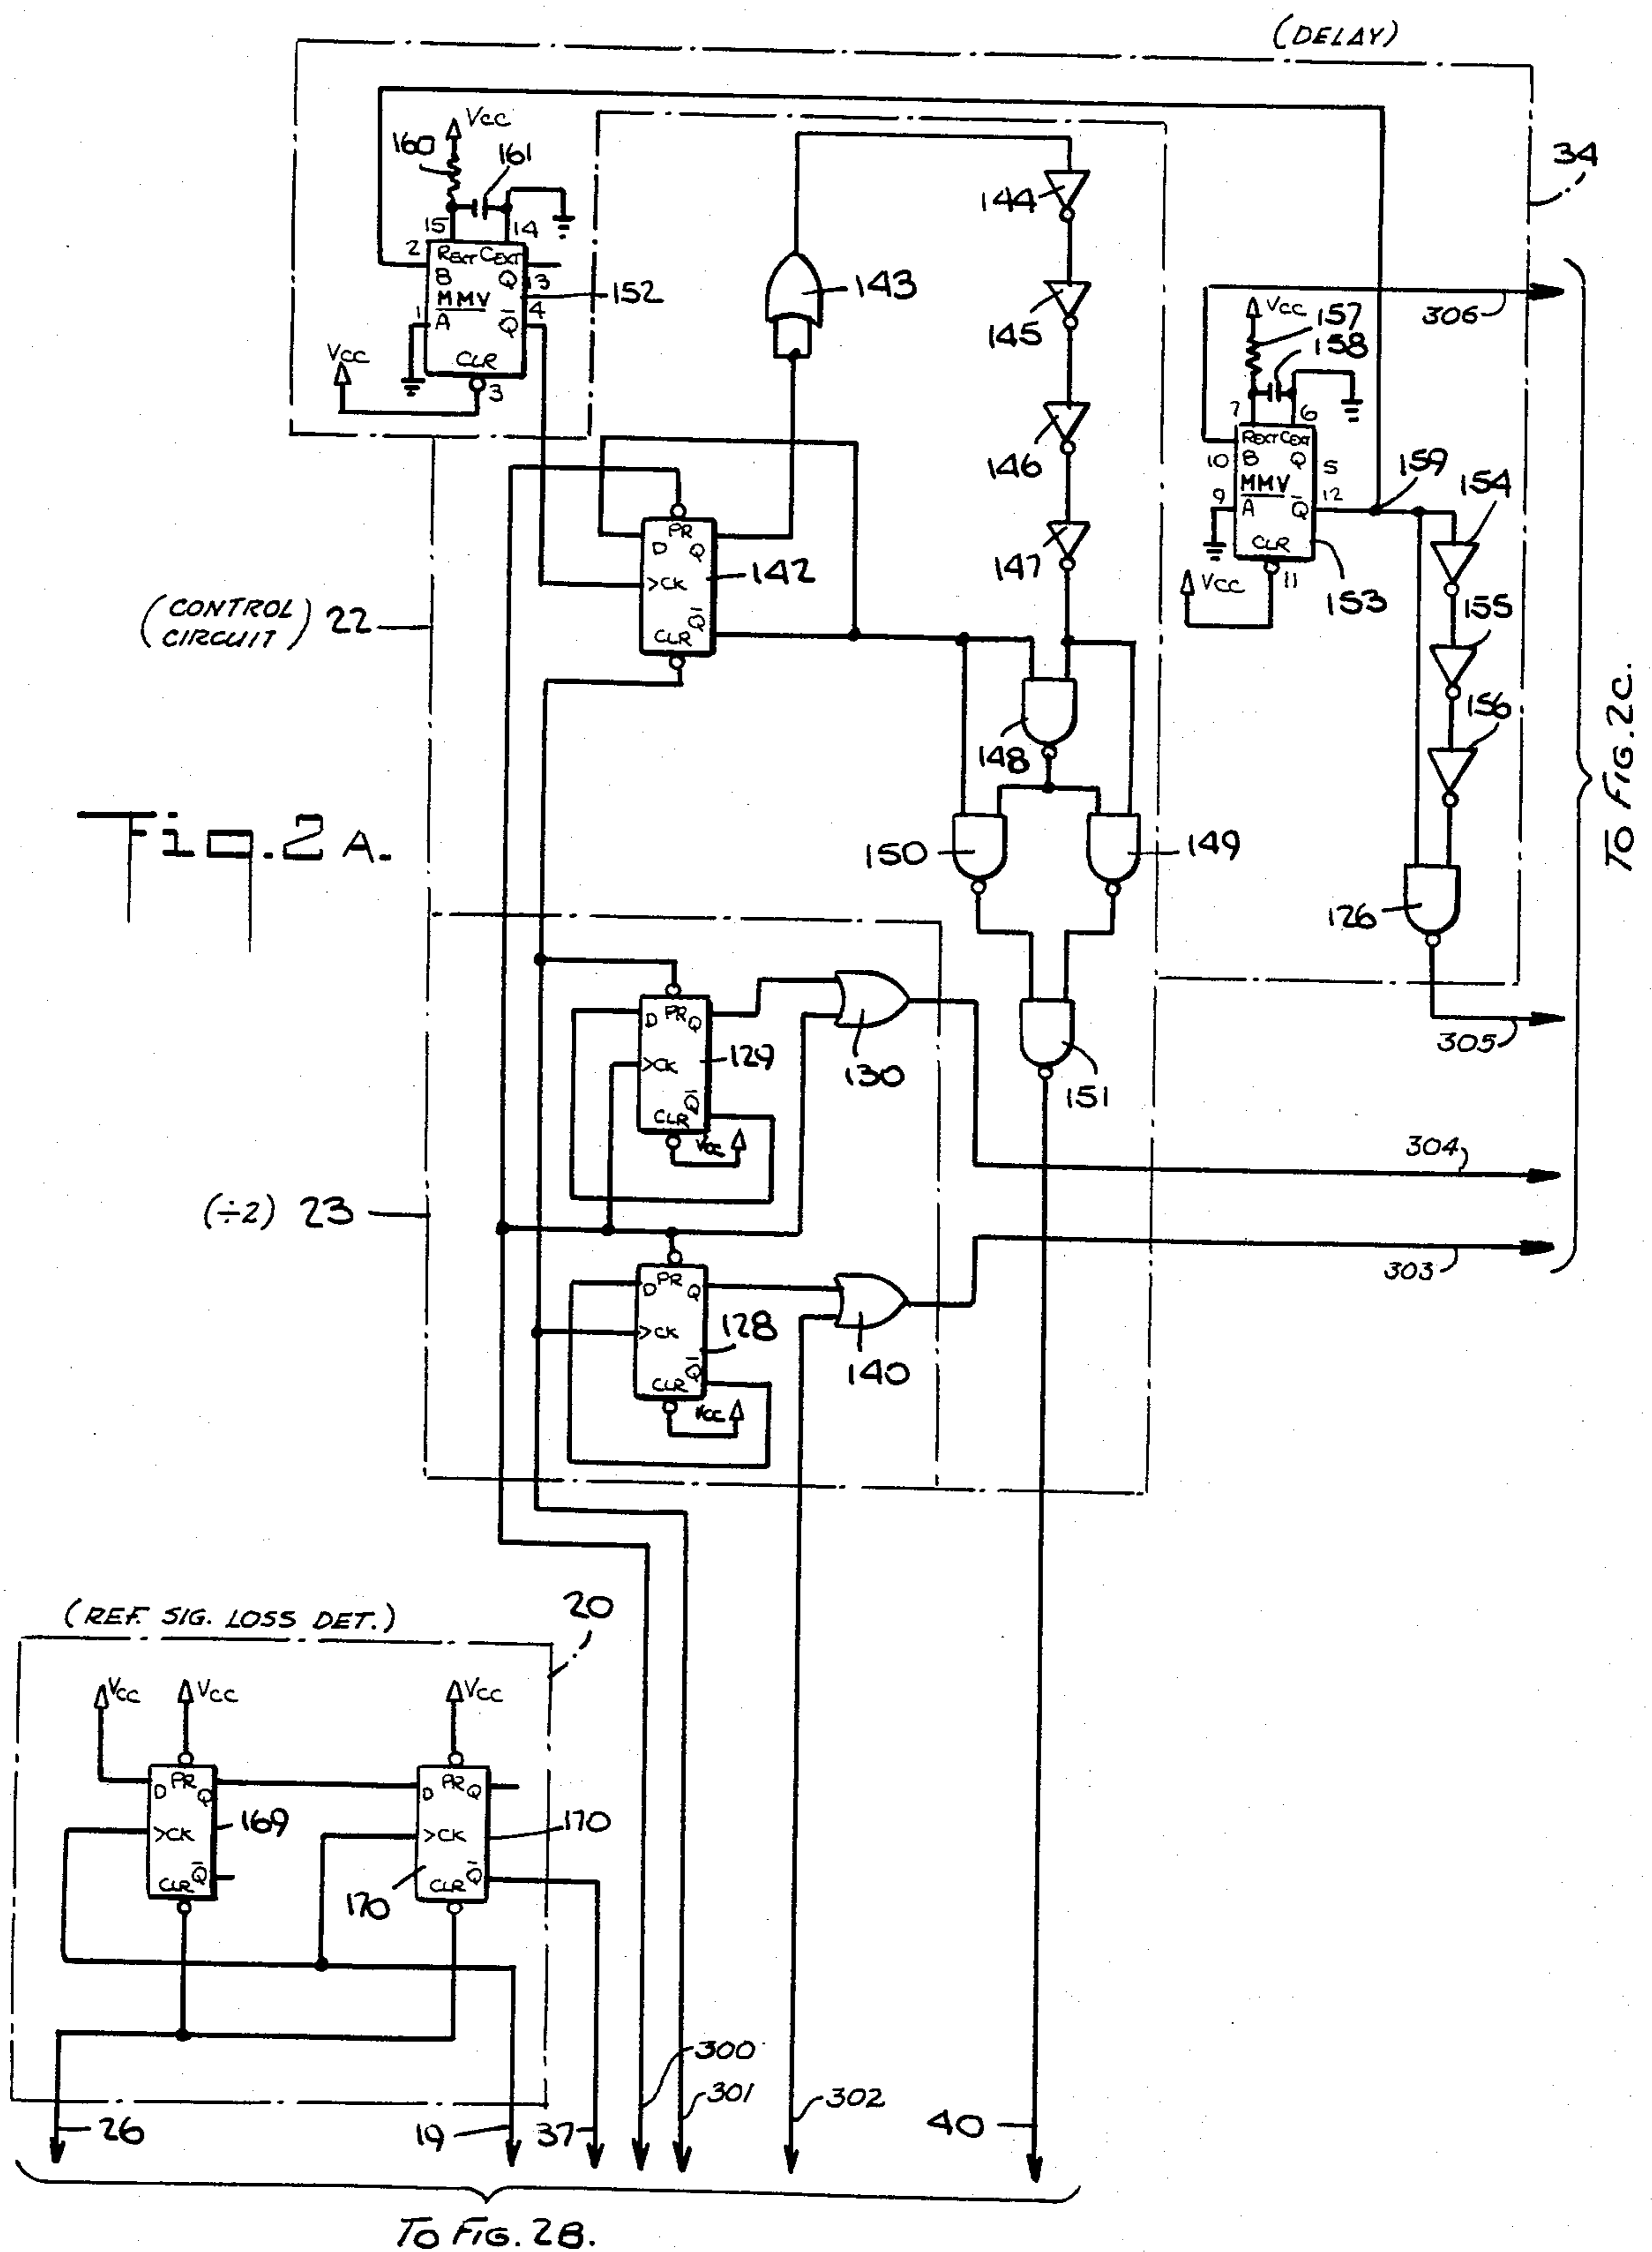 (DELAY)
34
VCC
160
161
15
14
2
REXT CEXT
B
Q
13
MMV
152
1
A
Q̅
4
CLR
3
VCC
143
144
145
146
147
306
VCC
157
158
7
6
REXT CEXT
10
B
Q
5
MMV
9
A
Q̅
12
CLR
11
VCC
153
159
154
155
156
126
305
TO FIG. 2C.
(CONTROL
CIRCUIT) 22
PR
D
Q
>CK
142
Q̅
CLR
148
150
149
151
Fig. 2A.
D
PR
Q
>CK
129
Q̅
CLR
VCC
130
304
(÷2) 23
D
PR
Q
>CK
128
Q̅
CLR
VCC
140
303
(REF. SIG. LOSS DET.)
20
VCC
VCC
VCC
D
PR
Q
>CK
169
Q̅
CLR
D
PR
Q
>CK
170
170
Q̅
CLR
26
19
37
300
301
302
40
TO FIG. 2B.